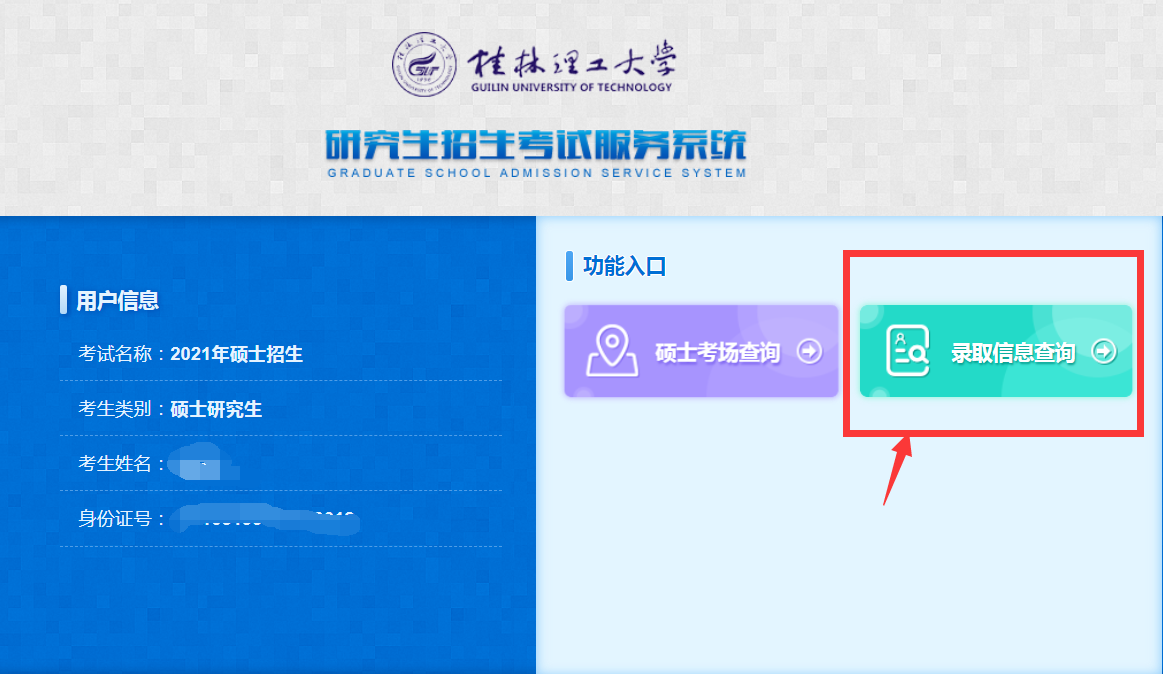 桂林理工大学
GUILIN UNIVERSITY OF TECHNOLOGY
研究生招生考试服务系统
GRADUATE SCHOOL ADMISSION SERVICE SYSTEM
用户信息
考试名称：2021年硕士招生
考生类别：硕士研究生
考生姓名：
身份证号：
功能入口
硕士考场查询
录取信息查询